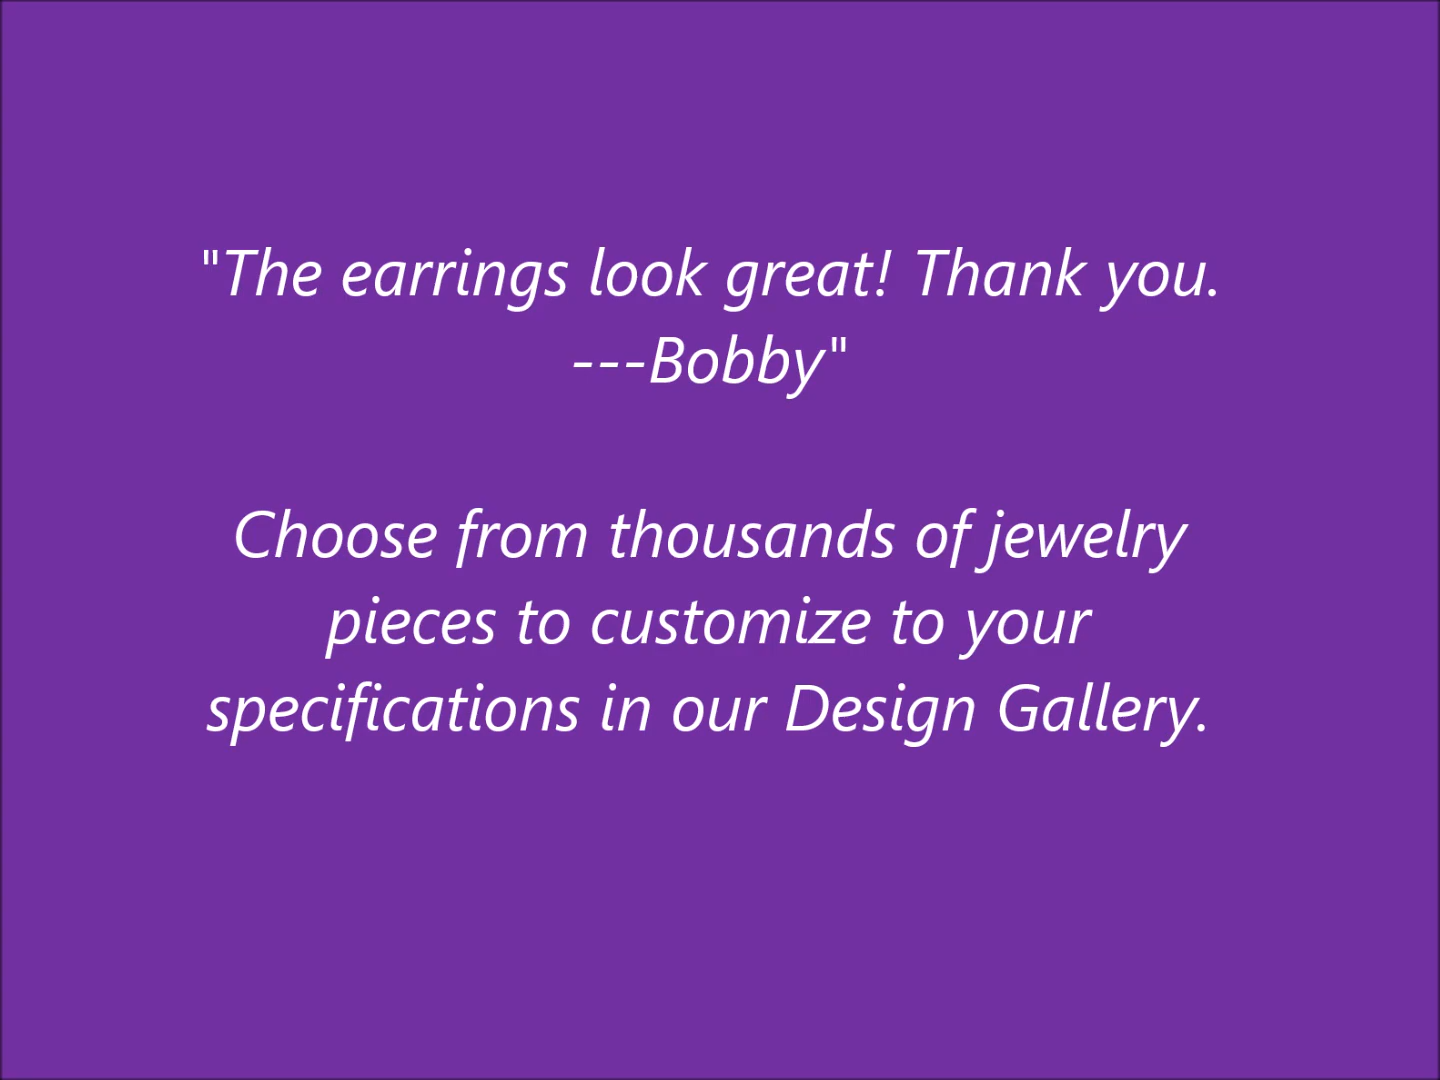 "The earrings look great! Thank you.
---Bobby"
Choose from thousands of jewelry
pieces to customize to your
specifications in our Design Gallery.